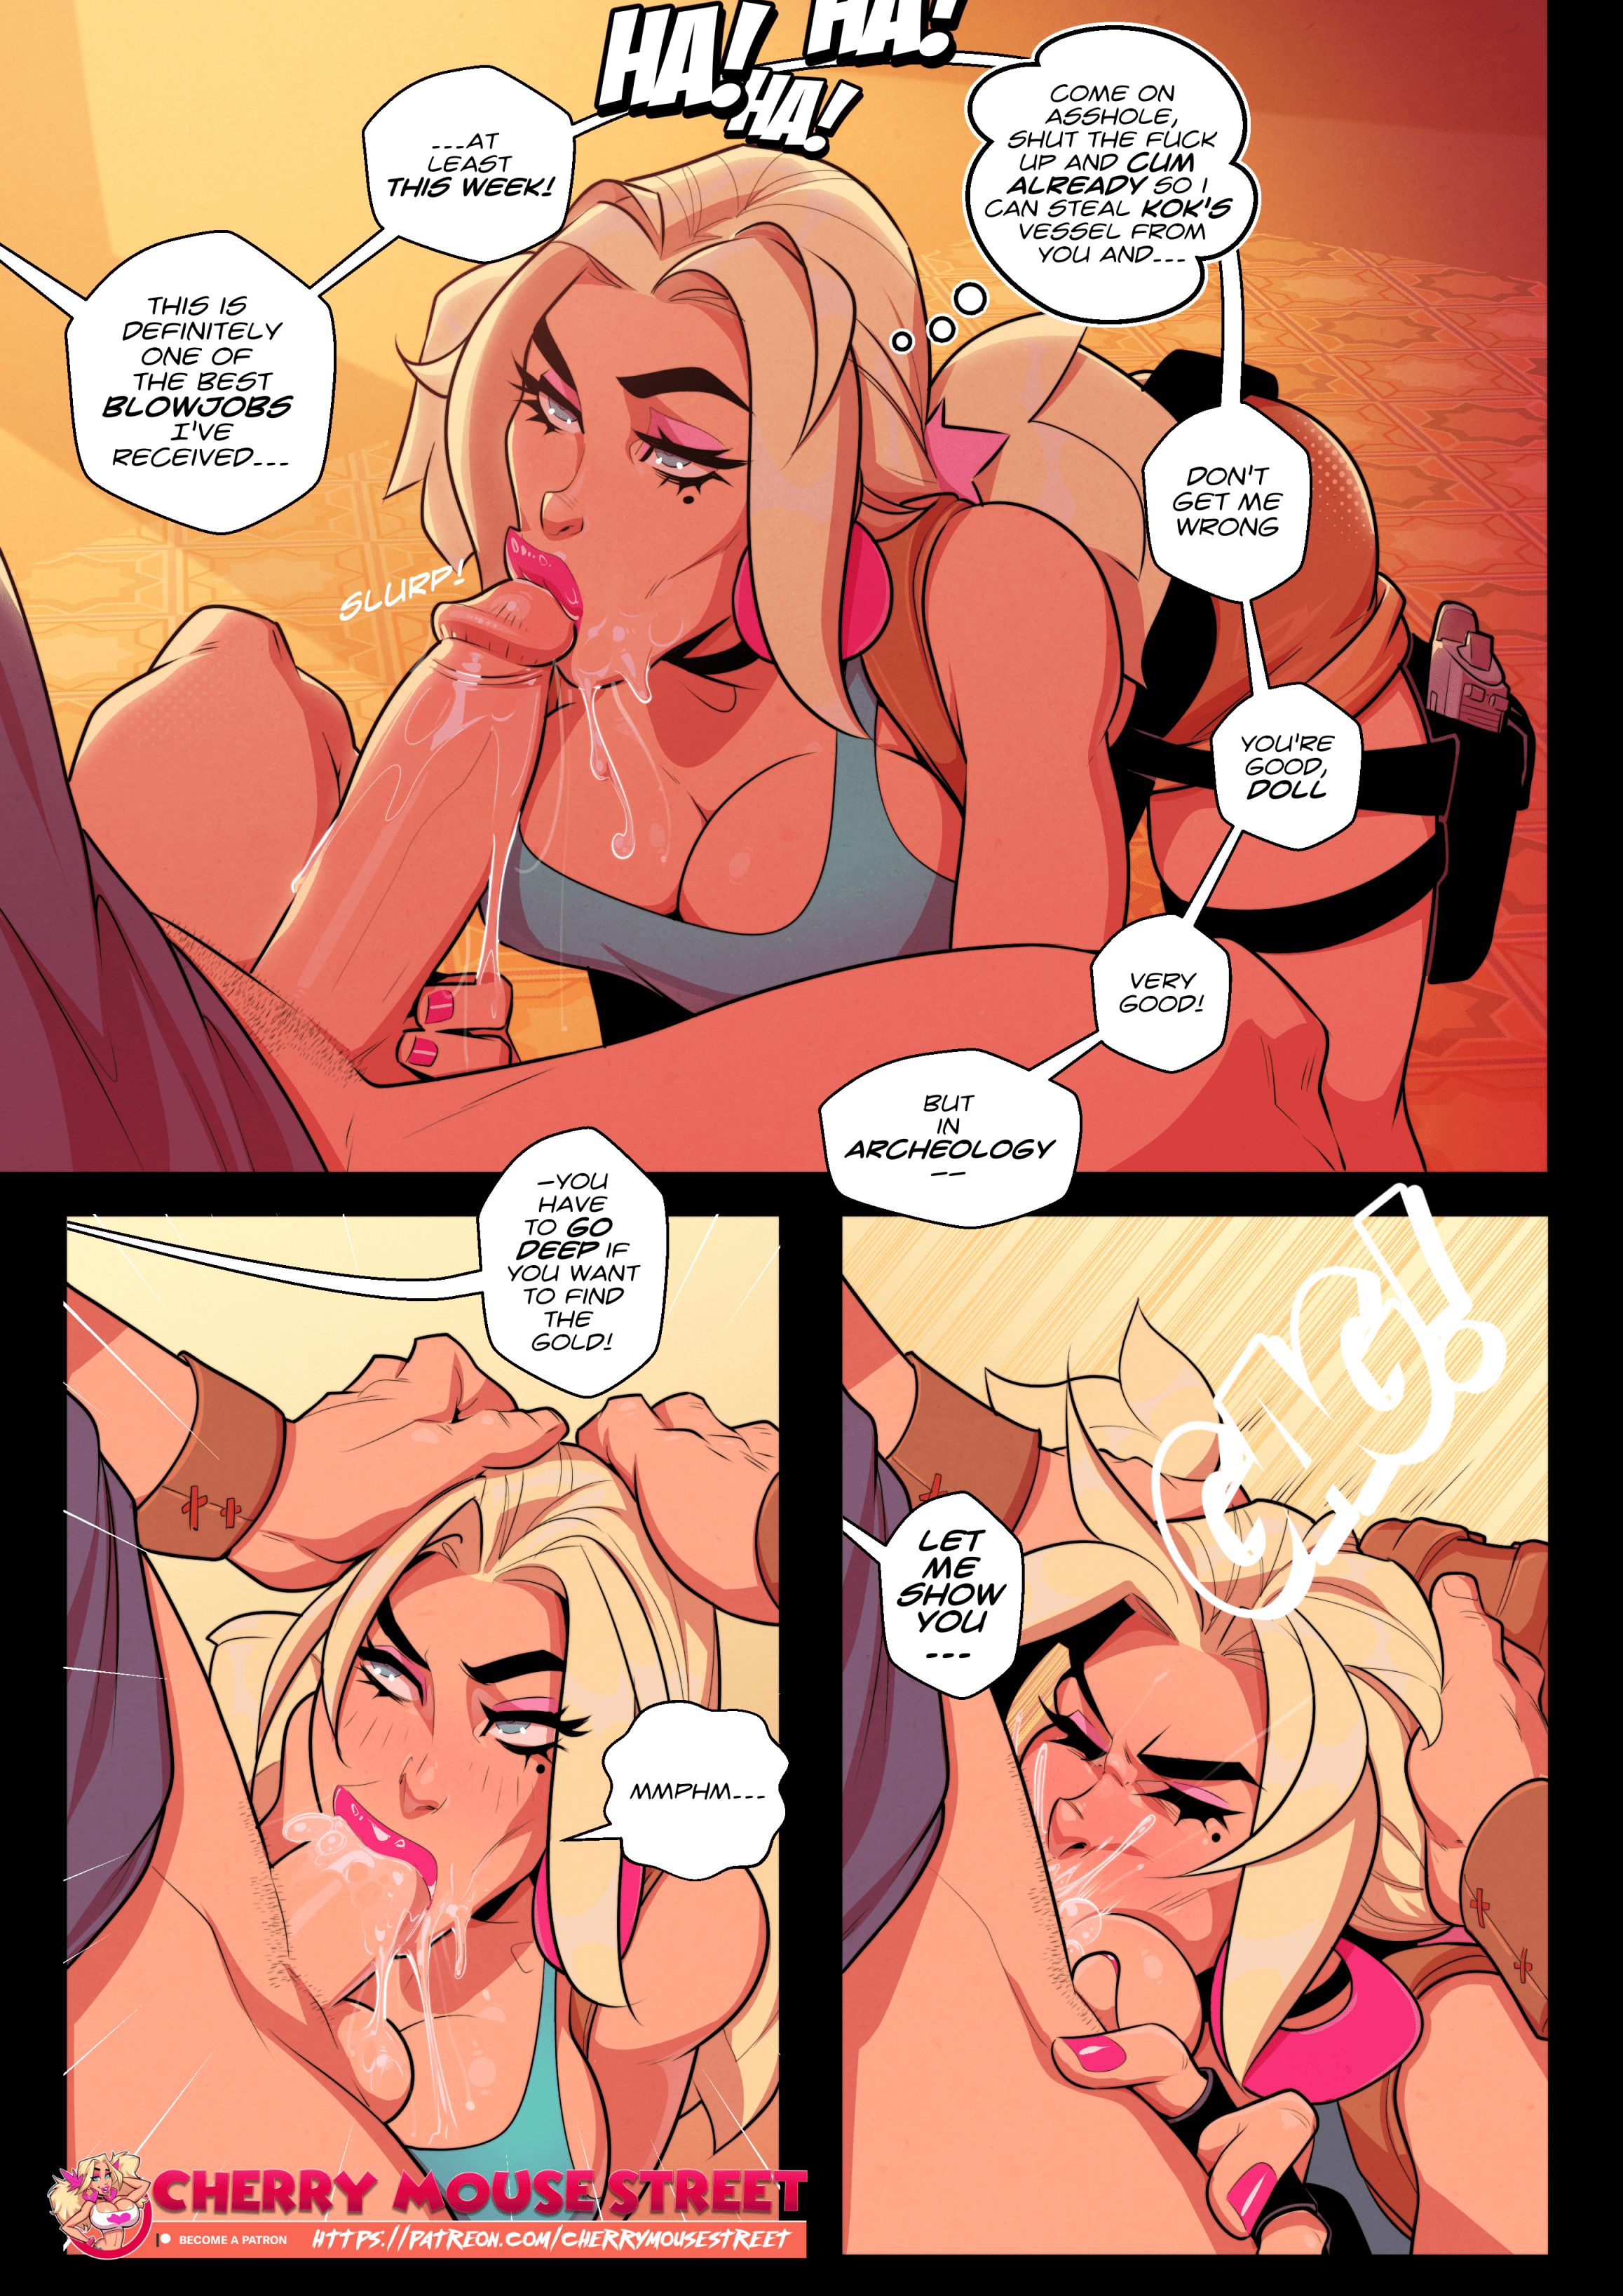 HA!
HA!
HA!
THIS IS
DEFINITELY
ONE OF
THE BEST
BLOWJOBS
I'VE
RECEIVED---
---AT
LEAST
THIS WEEK!
COME ON
ASSHOLE,
SHUT THE FUCK
UP AND CUM
ALREADY SO I
CAN STEAL KOK'S
VESSEL FROM
YOU AND---
SLURP!
DON'T
GET ME
WRONG
YOU'RE
GOOD,
DOLL
VERY
GOOD!
BUT
IN
ARCHEOLOGY
--
-YOU
HAVE
TO GO
DEEP IF
YOU WANT
TO FIND
THE
GOLD!
MMPHM---
LET
ME
SHOW
YOU
---
CHERRY MOUSE STREET
BECOME A PATRON
HTTPS://PATREON.COM/CHERRYMOUSESTREET